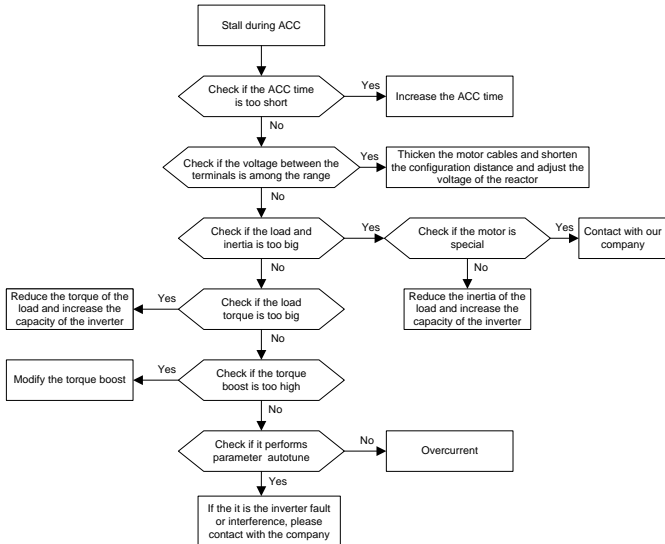 Stall during ACC
Check if the ACC time
is too short
Yes
Increase the ACC time
No
Check if the voltage between the
terminals is among the range
Yes
Thicken the motor cables and shorten
the configuration distance and adjust the
voltage of the reactor
No
Check if the load and
inertia is too big
Yes
Check if the motor is
special
Yes
Contact with our
company
No
No
Reduce the inertia of the
load and increase the
capacity of the inverter
Reduce the torque of the
load and increase the
capacity of the inverter
Yes
Check if the load
torque is too big
No
Modify the torque boost
Yes
Check if the torque
boost is too high
No
Check if it performs
parameter autotune
No
Overcurrent
Yes
If the it is the inverter fault
or interference, please
contact with the company